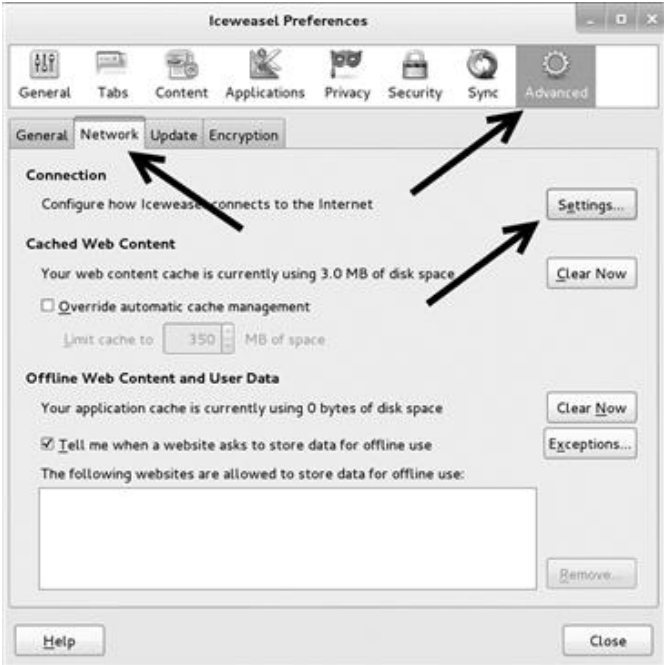 Iceweasel Preferences
General Tabs Content Applications Privacy Security Sync Advanced
General Network Update Encryption
Connection
Configure how Iceweasel connects to the Internet Settings...
Cached Web Content
Your web content cache is currently using 3.0 MB of disk space Clear Now
Override automatic cache management
Limit cache to 350 MB of space
Offline Web Content and User Data
Your application cache is currently using 0 bytes of disk space Clear Now
Tell me when a website asks to store data for offline use Exceptions...
The following websites are allowed to store data for offline use:
Remove...
Help Close